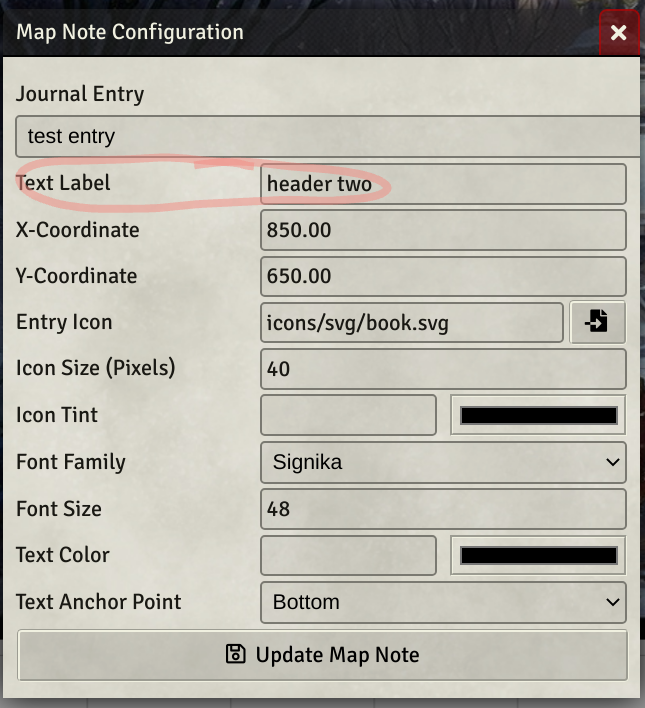 Map Note Configuration
Journal Entry
test entry
Text Label header two
X-Coordinate 850.00
Y-Coordinate 650.00
Entry Icon icons/svg/book.svg
Icon Size (Pixels) 40
Icon Tint
Font Family Signika
Font Size 48
Text Color
Text Anchor Point Bottom
Update Map Note